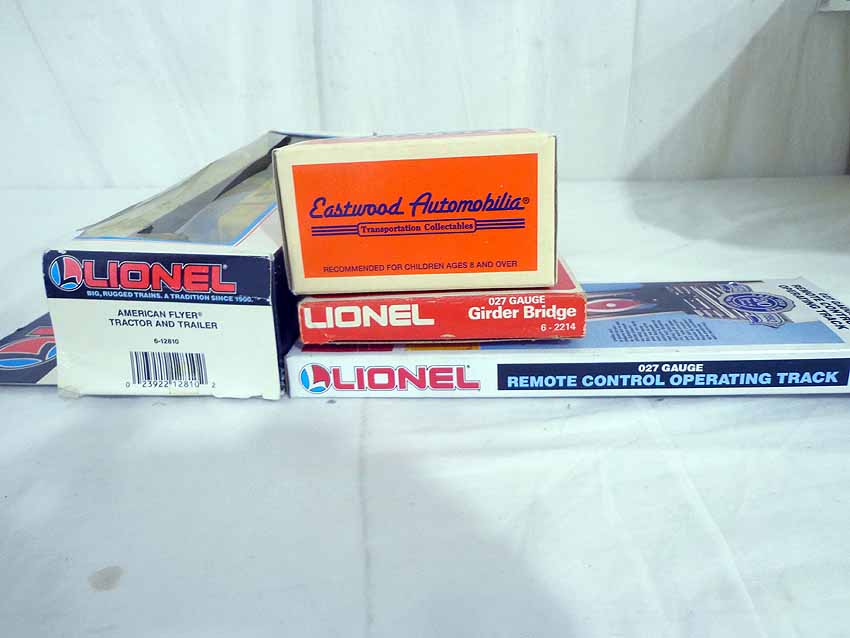 Eastwood Automobilia®
Transportation Collectables
RECOMMENDED FOR CHILDREN AGES 8 AND OVER
LIONEL®
BIG, RUGGED TRAINS. A TRADITION SINCE 1900.
AMERICAN FLYER®
TRACTOR AND TRAILER
6-12810
0 23922 12810 2
LIONEL
027 GAUGE
Girder Bridge
6-2214
LIONEL®
027 GAUGE
REMOTE CONTROL OPERATING TRACK